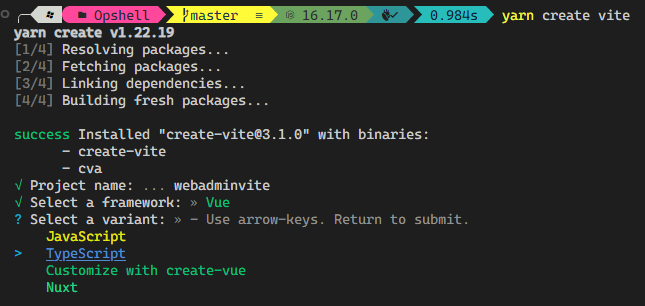 Opshell master ≡ 16.17.0 0.984s yarn create vite
yarn create v1.22.19
[1/4] Resolving packages...
[2/4] Fetching packages...
[3/4] Linking dependencies...
[4/4] Building fresh packages...
success Installed "create-vite@3.1.0" with binaries:
- create-vite
- cva
√ Project name: ... webadminvite
√ Select a framework: » Vue
? Select a variant: » - Use arrow-keys. Return to submit.
JavaScript
> TypeScript
Customize with create-vue
Nuxt